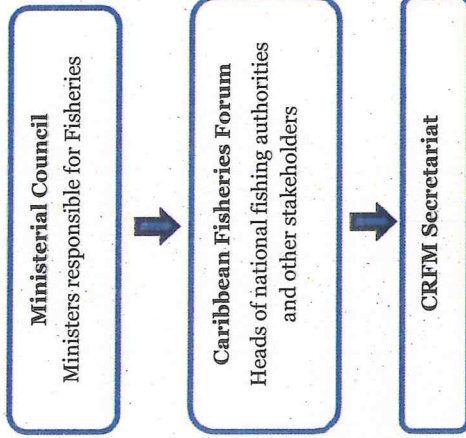 Ministerial Council
Ministers responsible for Fisheries
Caribbean Fisheries Forum
Heads of national fishing authorities
and other stakeholders
CRFM Secretariat